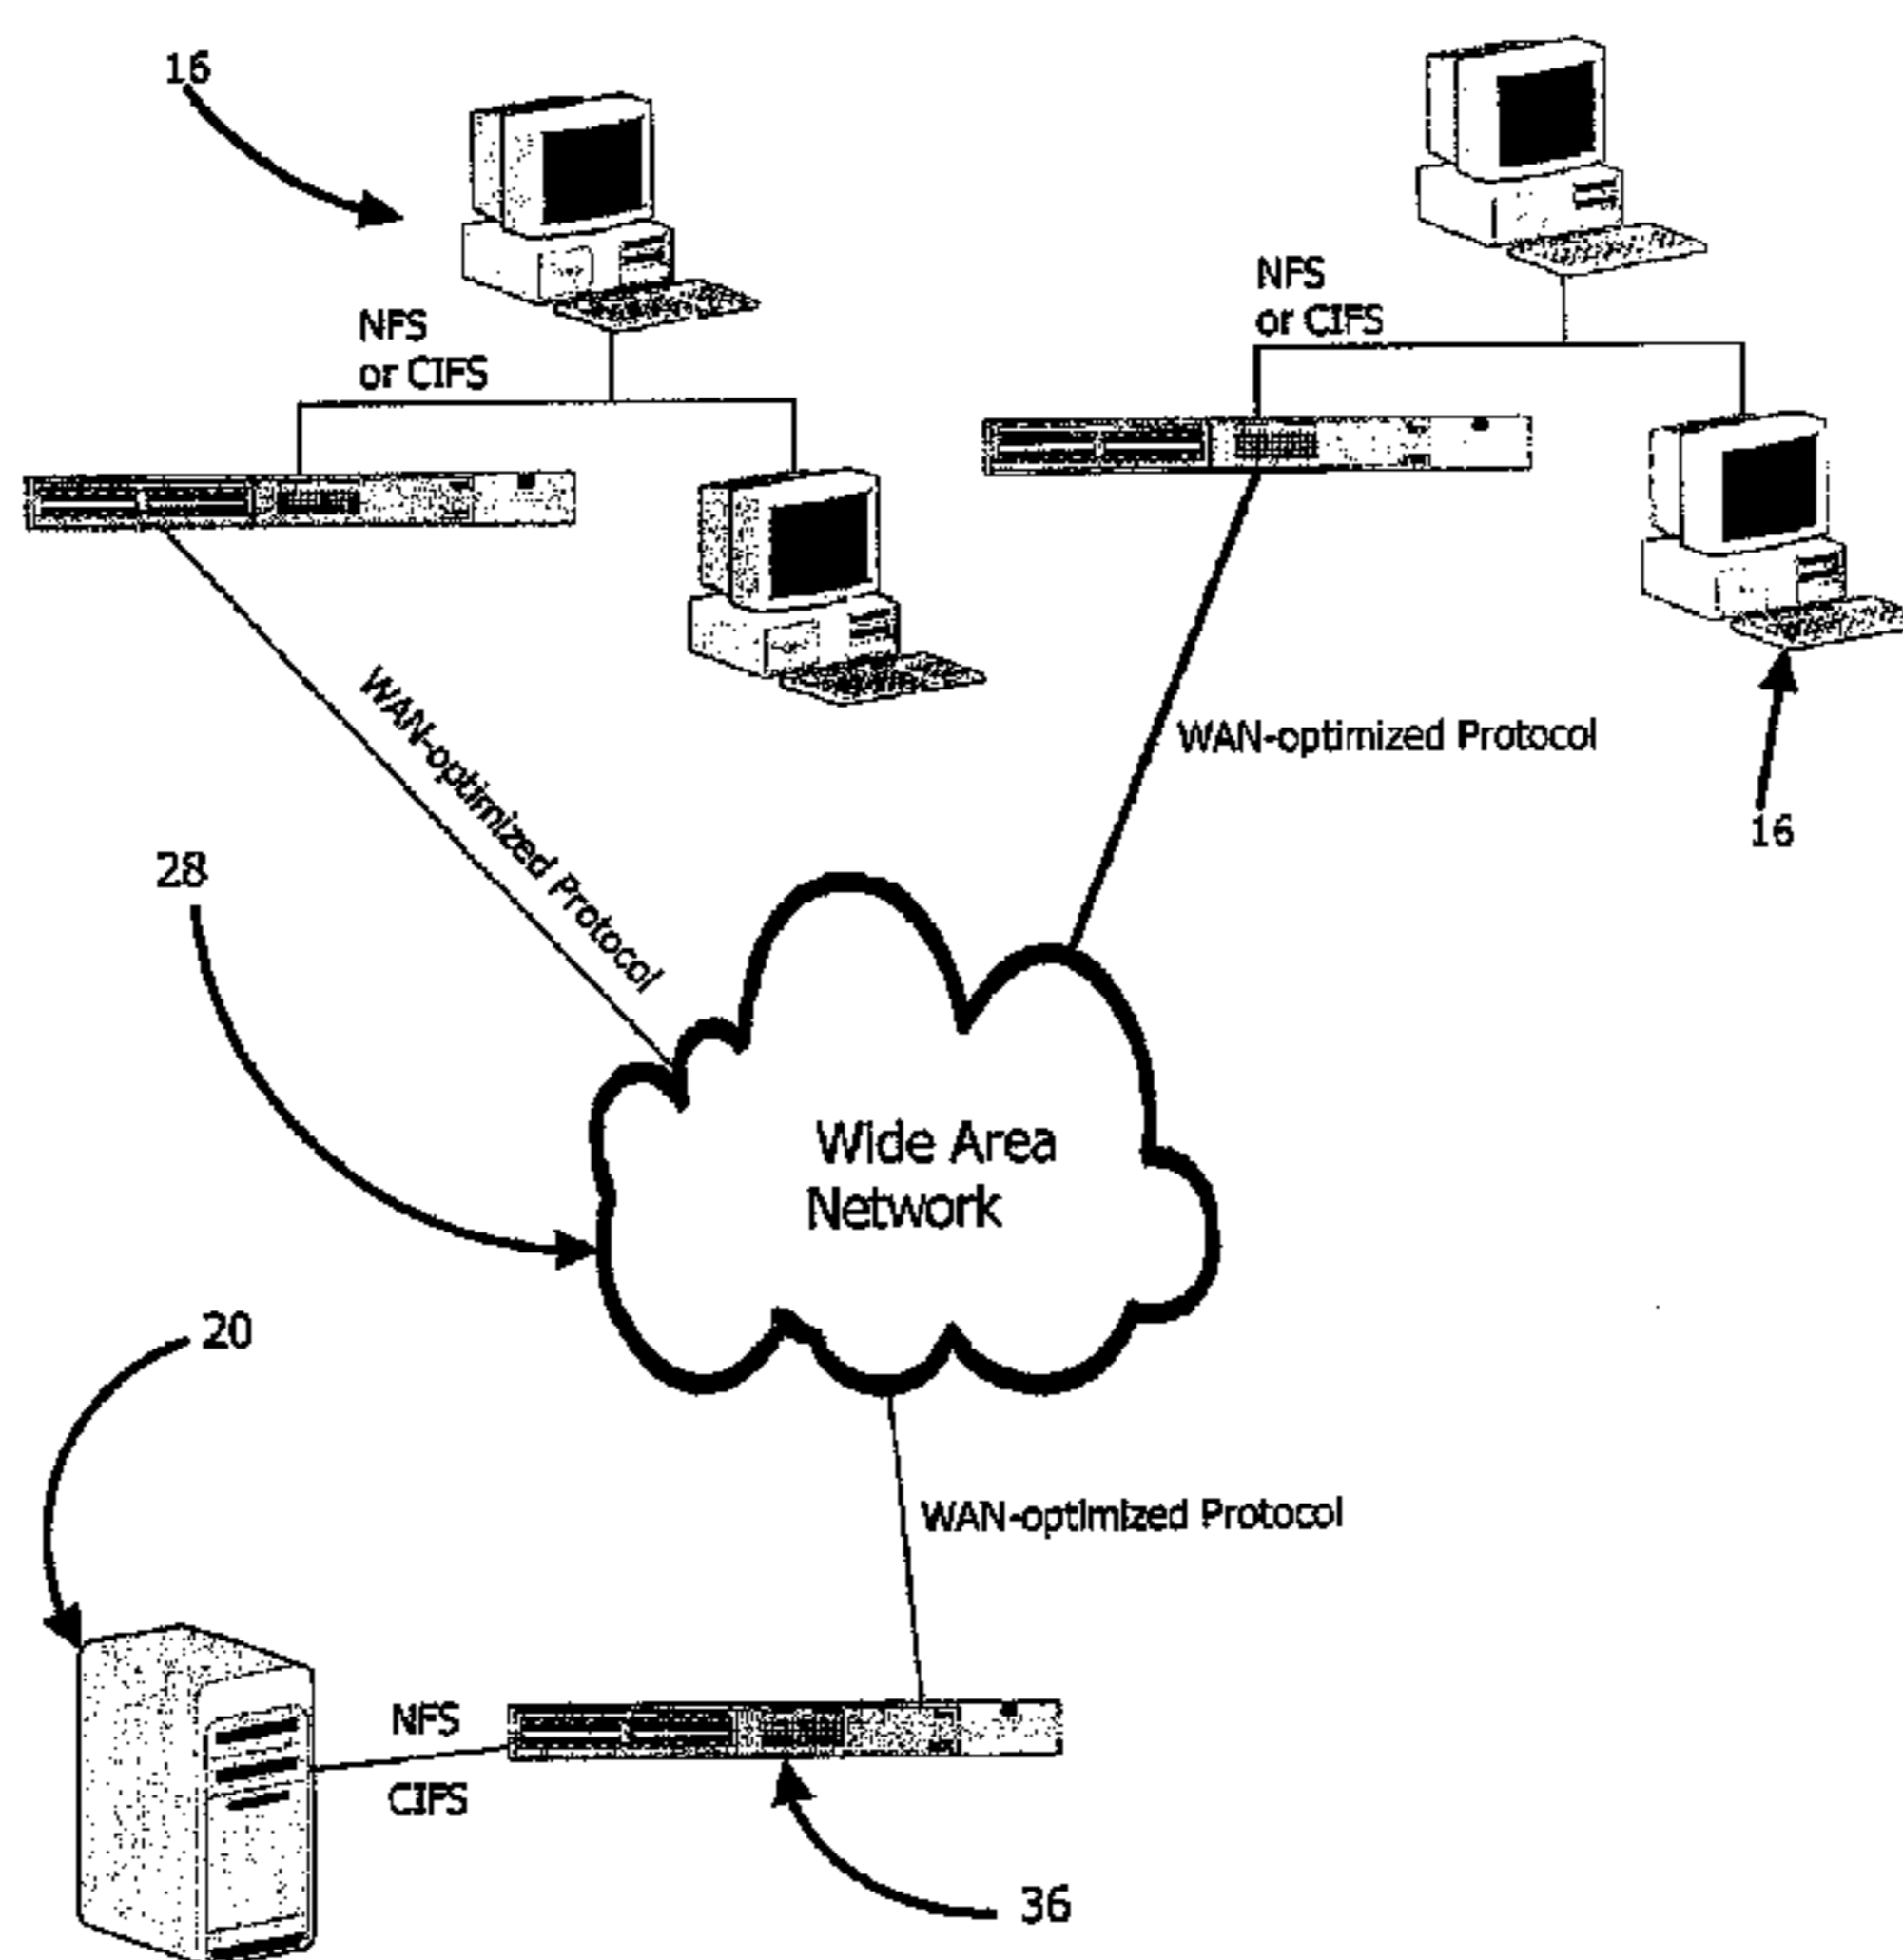 16
NFS
or CIFS
NFS
or CIFS
WAN-optimized Protocol
WAN-optimized Protocol
16
28
Wide Area
Network
20
WAN-optimized Protocol
NFS
CIFS
36